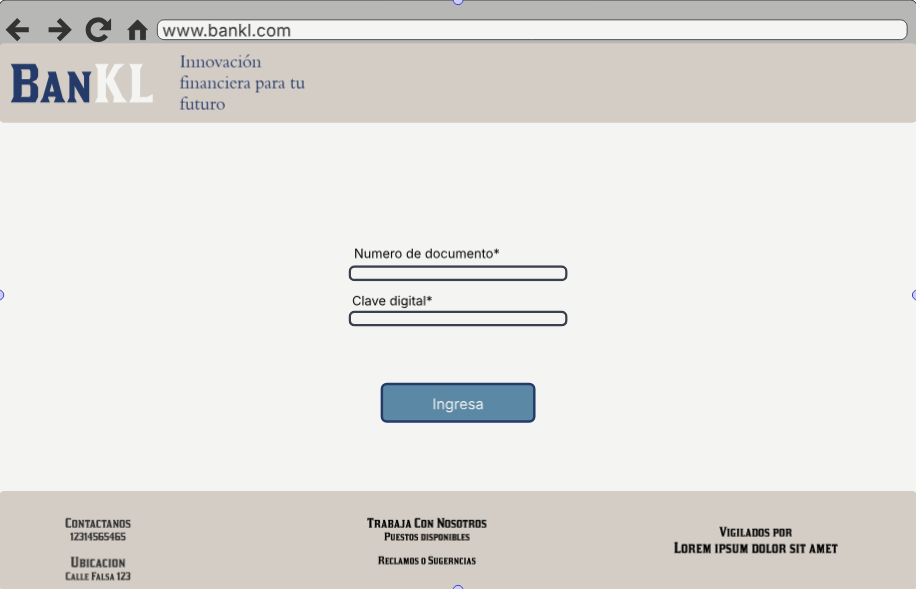 www.bankl.com
BanKL
Innovación
financiera para tu
futuro
Numero de documento*
Clave digital*
Ingresa
Contactanos
12314565465
Ubicacion
Calle Falsa 123
Trabaja Con Nosotros
Puestos disponibles
Reclamos o Sugerncias
Vigilados por
Lorem ipsum dolor sit amet